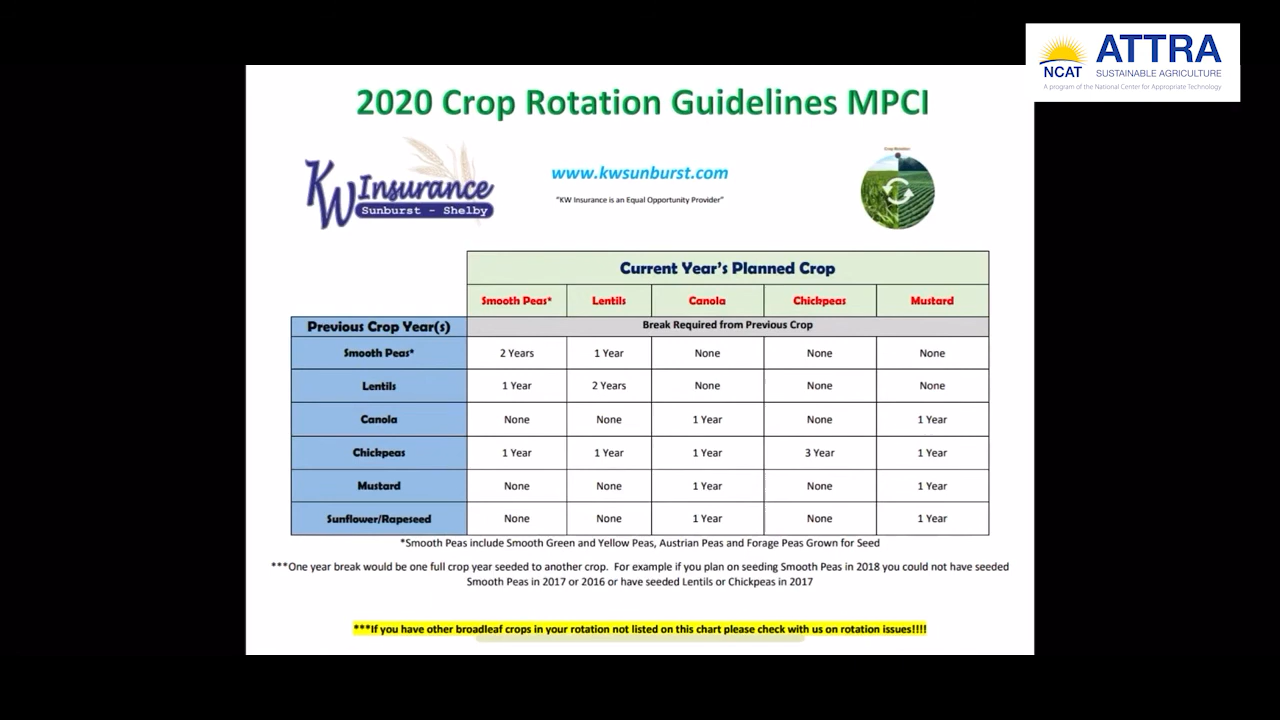 ATTRA
NCAT
SUSTAINABLE AGRICULTURE
A program of the National Center for Appropriate Technology
2020 Crop Rotation Guidelines MPCI
KW Insurance
Sunburst - Shelby
www.kwsunburst.com
"KW Insurance is an Equal Opportunity Provider"
Crop Rotation
Current Year's Planned Crop
Smooth Peas* Lentils Canola Chickpeas Mustard
Previous Crop Year(s) Break Required from Previous Crop
Smooth Peas* 2 Years 1 Year None None None
Lentils 1 Year 2 Years None None None
Canola None None 1 Year None 1 Year
Chickpeas 1 Year 1 Year 1 Year 3 Year 1 Year
Mustard None None 1 Year None 1 Year
Sunflower/Rapeseed None None 1 Year None 1 Year
*Smooth Peas include Smooth Green and Yellow Peas, Austrian Peas and Forage Peas Grown for Seed
***One year break would be one full crop year seeded to another crop. For example if you plan on seeding Smooth Peas in 2018 you could not have seeded
Smooth Peas in 2017 or 2016 or have seeded Lentils or Chickpeas in 2017
***If you have other broadleaf crops in your rotation not listed on this chart please check with us on rotation issues!!!!